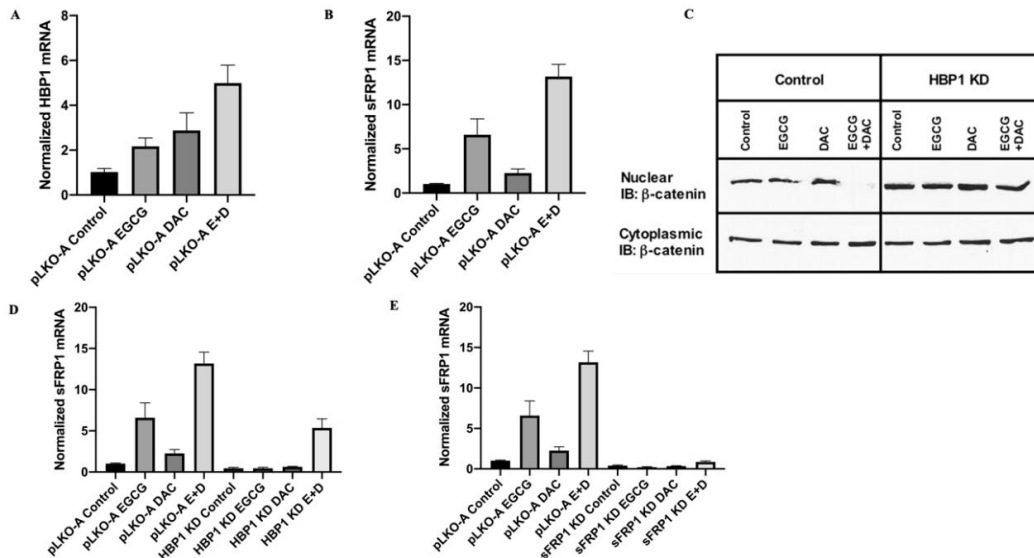 A
Normalized HBP1 mRNA
8
6
4
2
0
pLKO-A Control
pLKO-A EGCG
pLKO-A DAC
pLKO-A E+D
B
Normalized sFRP1 mRNA
20
15
10
5
0
pLKO-A Control
pLKO-A EGCG
pLKO-A DAC
pLKO-A E+D
C
Control
HBP1 KD
Control
EGCG
DAC
EGCG
+DAC
Control
EGCG
DAC
EGCG
+DAC
Nuclear
IB: β-catenin
Cytoplasmic
IB: β-catenin
D
Normalized sFRP1 mRNA
20
15
10
5
0
pLKO-A Control
pLKO-A EGCG
pLKO-A DAC
pLKO-A E+D
HBP1 KD Control
HBP1 KD EGCG
HBP1 KD DAC
HBP1 KD E+D
E
Normalized sFRP1 mRNA
20
15
10
5
0
pLKO-A Control
pLKO-A EGCG
pLKO-A DAC
pLKO-A E+D
sFRP1 KD Control
sFRP1 KD EGCG
sFRP1 KD DAC
sFRP1 KD E+D